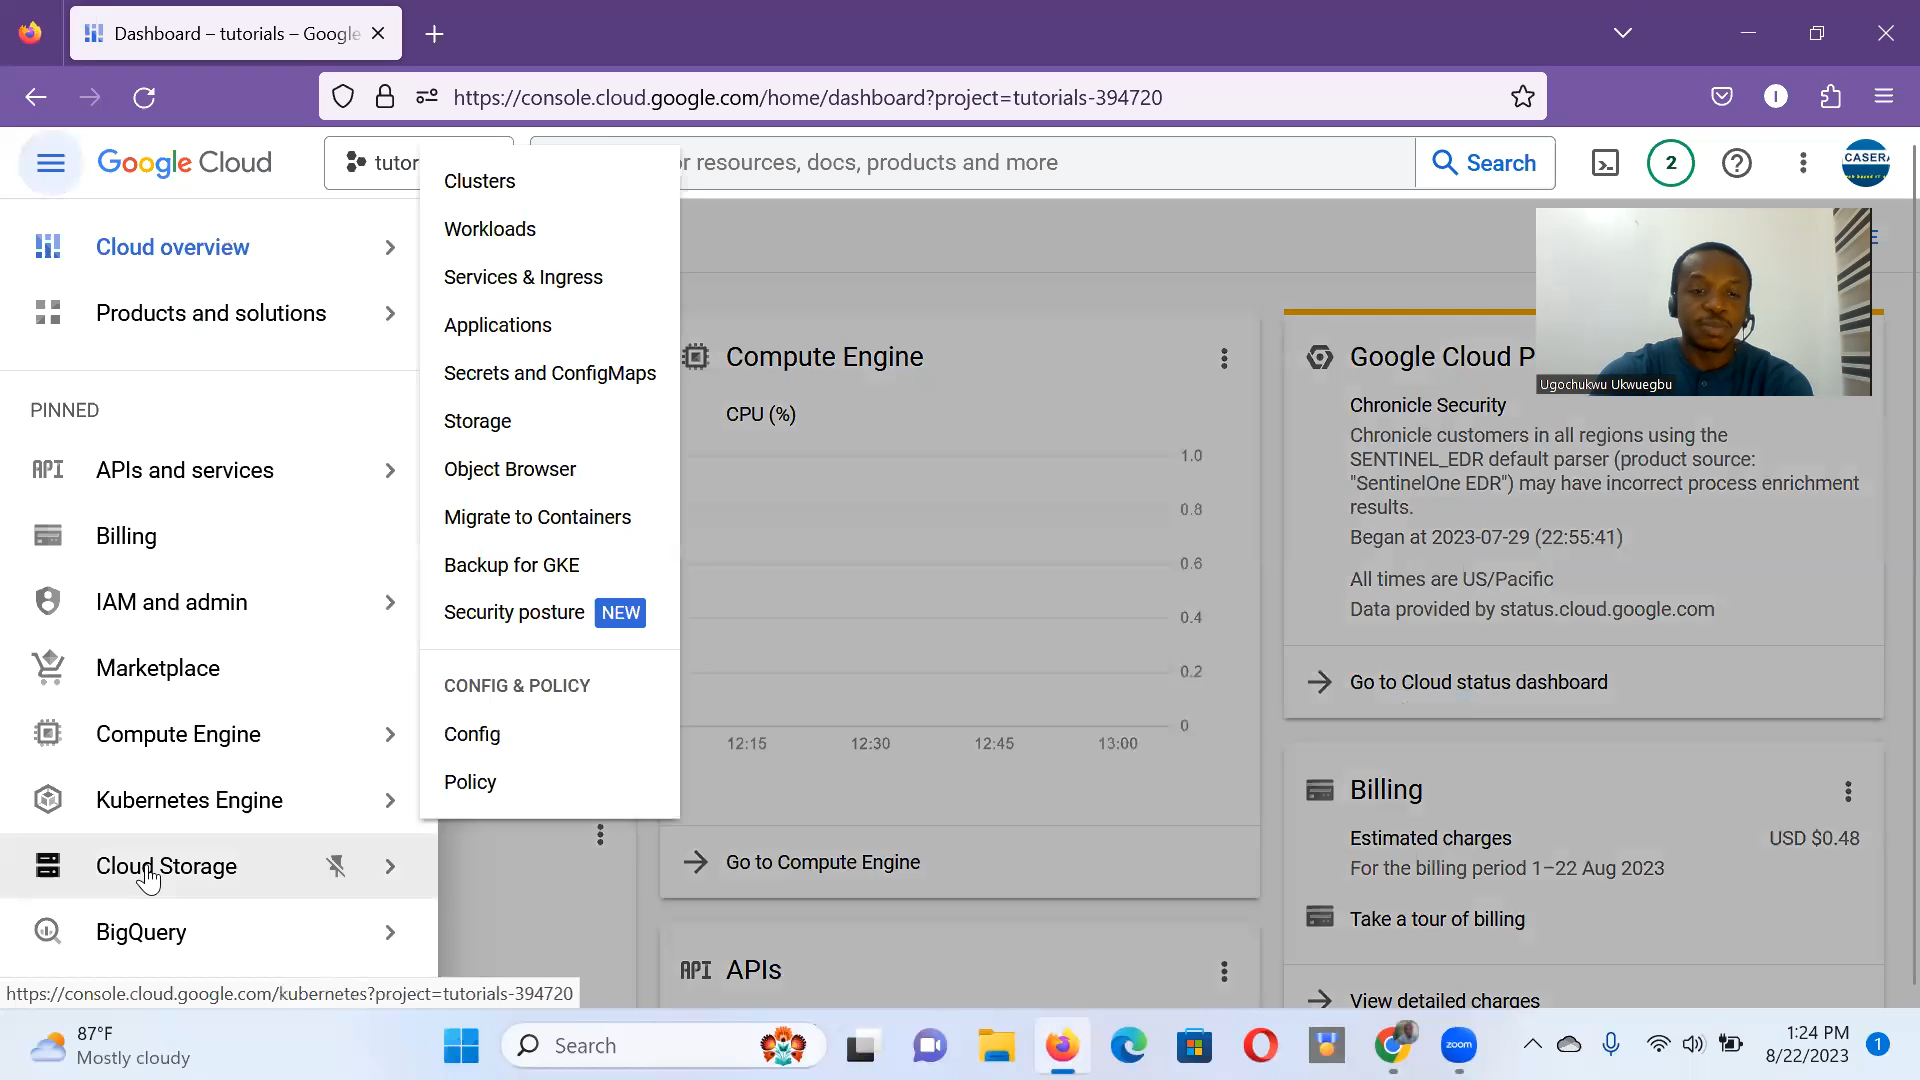 Dashboard – tutorials – Google
https://console.cloud.google.com/home/dashboard?project=tutorials-394720
Google Cloud
tutor
r resources, docs, products and more
Search
2
CASERA
Cloud overview
Products and solutions
PINNED
API APIs and services
Billing
IAM and admin
Marketplace
Compute Engine
Kubernetes Engine
Cloud Storage
BigQuery
https://console.cloud.google.com/kubernetes?project=tutorials-394720
Clusters
Workloads
Services & Ingress
Applications
Secrets and ConfigMaps
Storage
Object Browser
Migrate to Containers
Backup for GKE
Security posture NEW
CONFIG & POLICY
Config
Policy
Compute Engine
CPU (%)
1.0
0.8
0.6
0.4
0.2
0
12:15 12:30 12:45 13:00
Go to Compute Engine
API APIs
Google Cloud P
Ugochukwu Ukwuegbu
Chronicle Security
Chronicle customers in all regions using the
SENTINEL_EDR default parser (product source:
"SentinelOne EDR") may have incorrect process enrichment
results.
Began at 2023-07-29 (22:55:41)
All times are US/Pacific
Data provided by status.cloud.google.com
Go to Cloud status dashboard
Billing
Estimated charges USD $0.48
For the billing period 1–22 Aug 2023
Take a tour of billing
View detailed charges
87°F
Mostly cloudy
Search
zoom
1:24 PM
8/22/2023
1